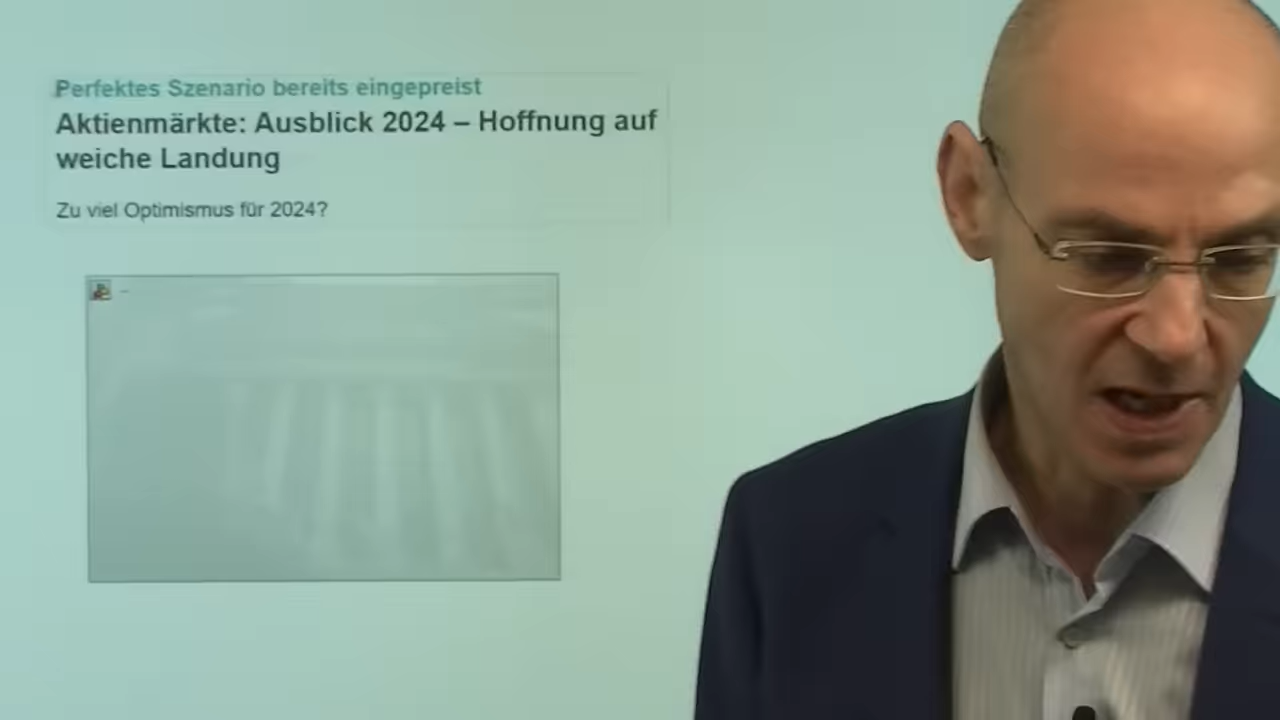 Perfektes Szenario bereits eingepreist
Aktienmärkte: Ausblick 2024 – Hoffnung auf
weiche Landung
Zu viel Optimismus für 2024?